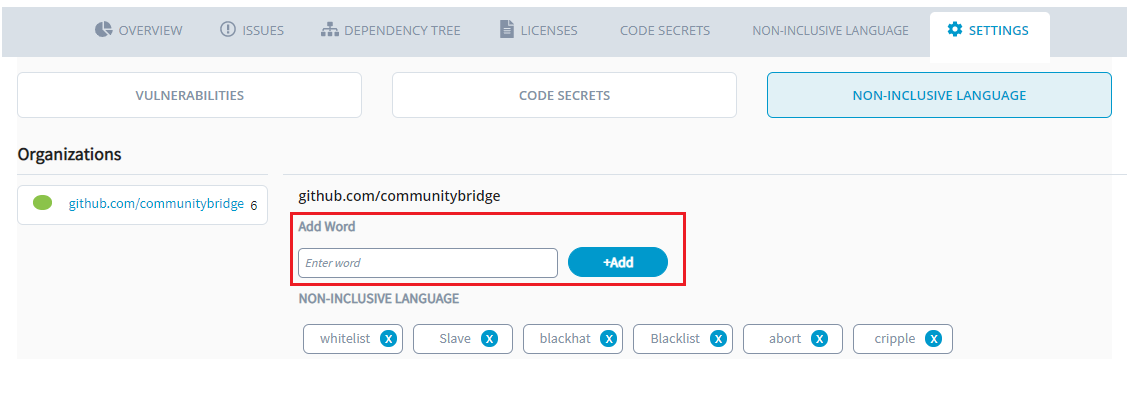 OVERVIEW ISSUES DEPENDENCY TREE LICENSES CODE SECRETS NON-INCLUSIVE LANGUAGE SETTINGS
VULNERABILITIES CODE SECRETS NON-INCLUSIVE LANGUAGE
Organizations
github.com/communitybridge 6
github.com/communitybridge
Add Word
Enter word +Add
NON-INCLUSIVE LANGUAGE
whitelist X Slave X blackhat X Blacklist X abort X cripple X